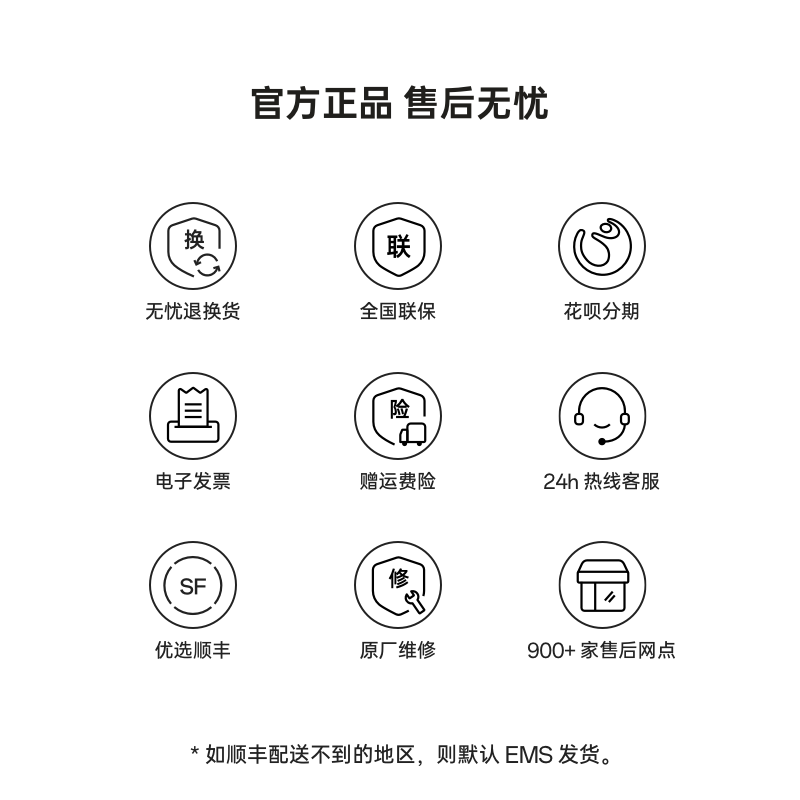 官方正品 售后无忧
换
联
无忧退换货
全国联保
花呗分期
险
电子发票
赠运费险
24h 热线客服
SF
修
优选顺丰
原厂维修
900+ 家售后网点
* 如顺丰配送不到的地区，则默认 EMS 发货。